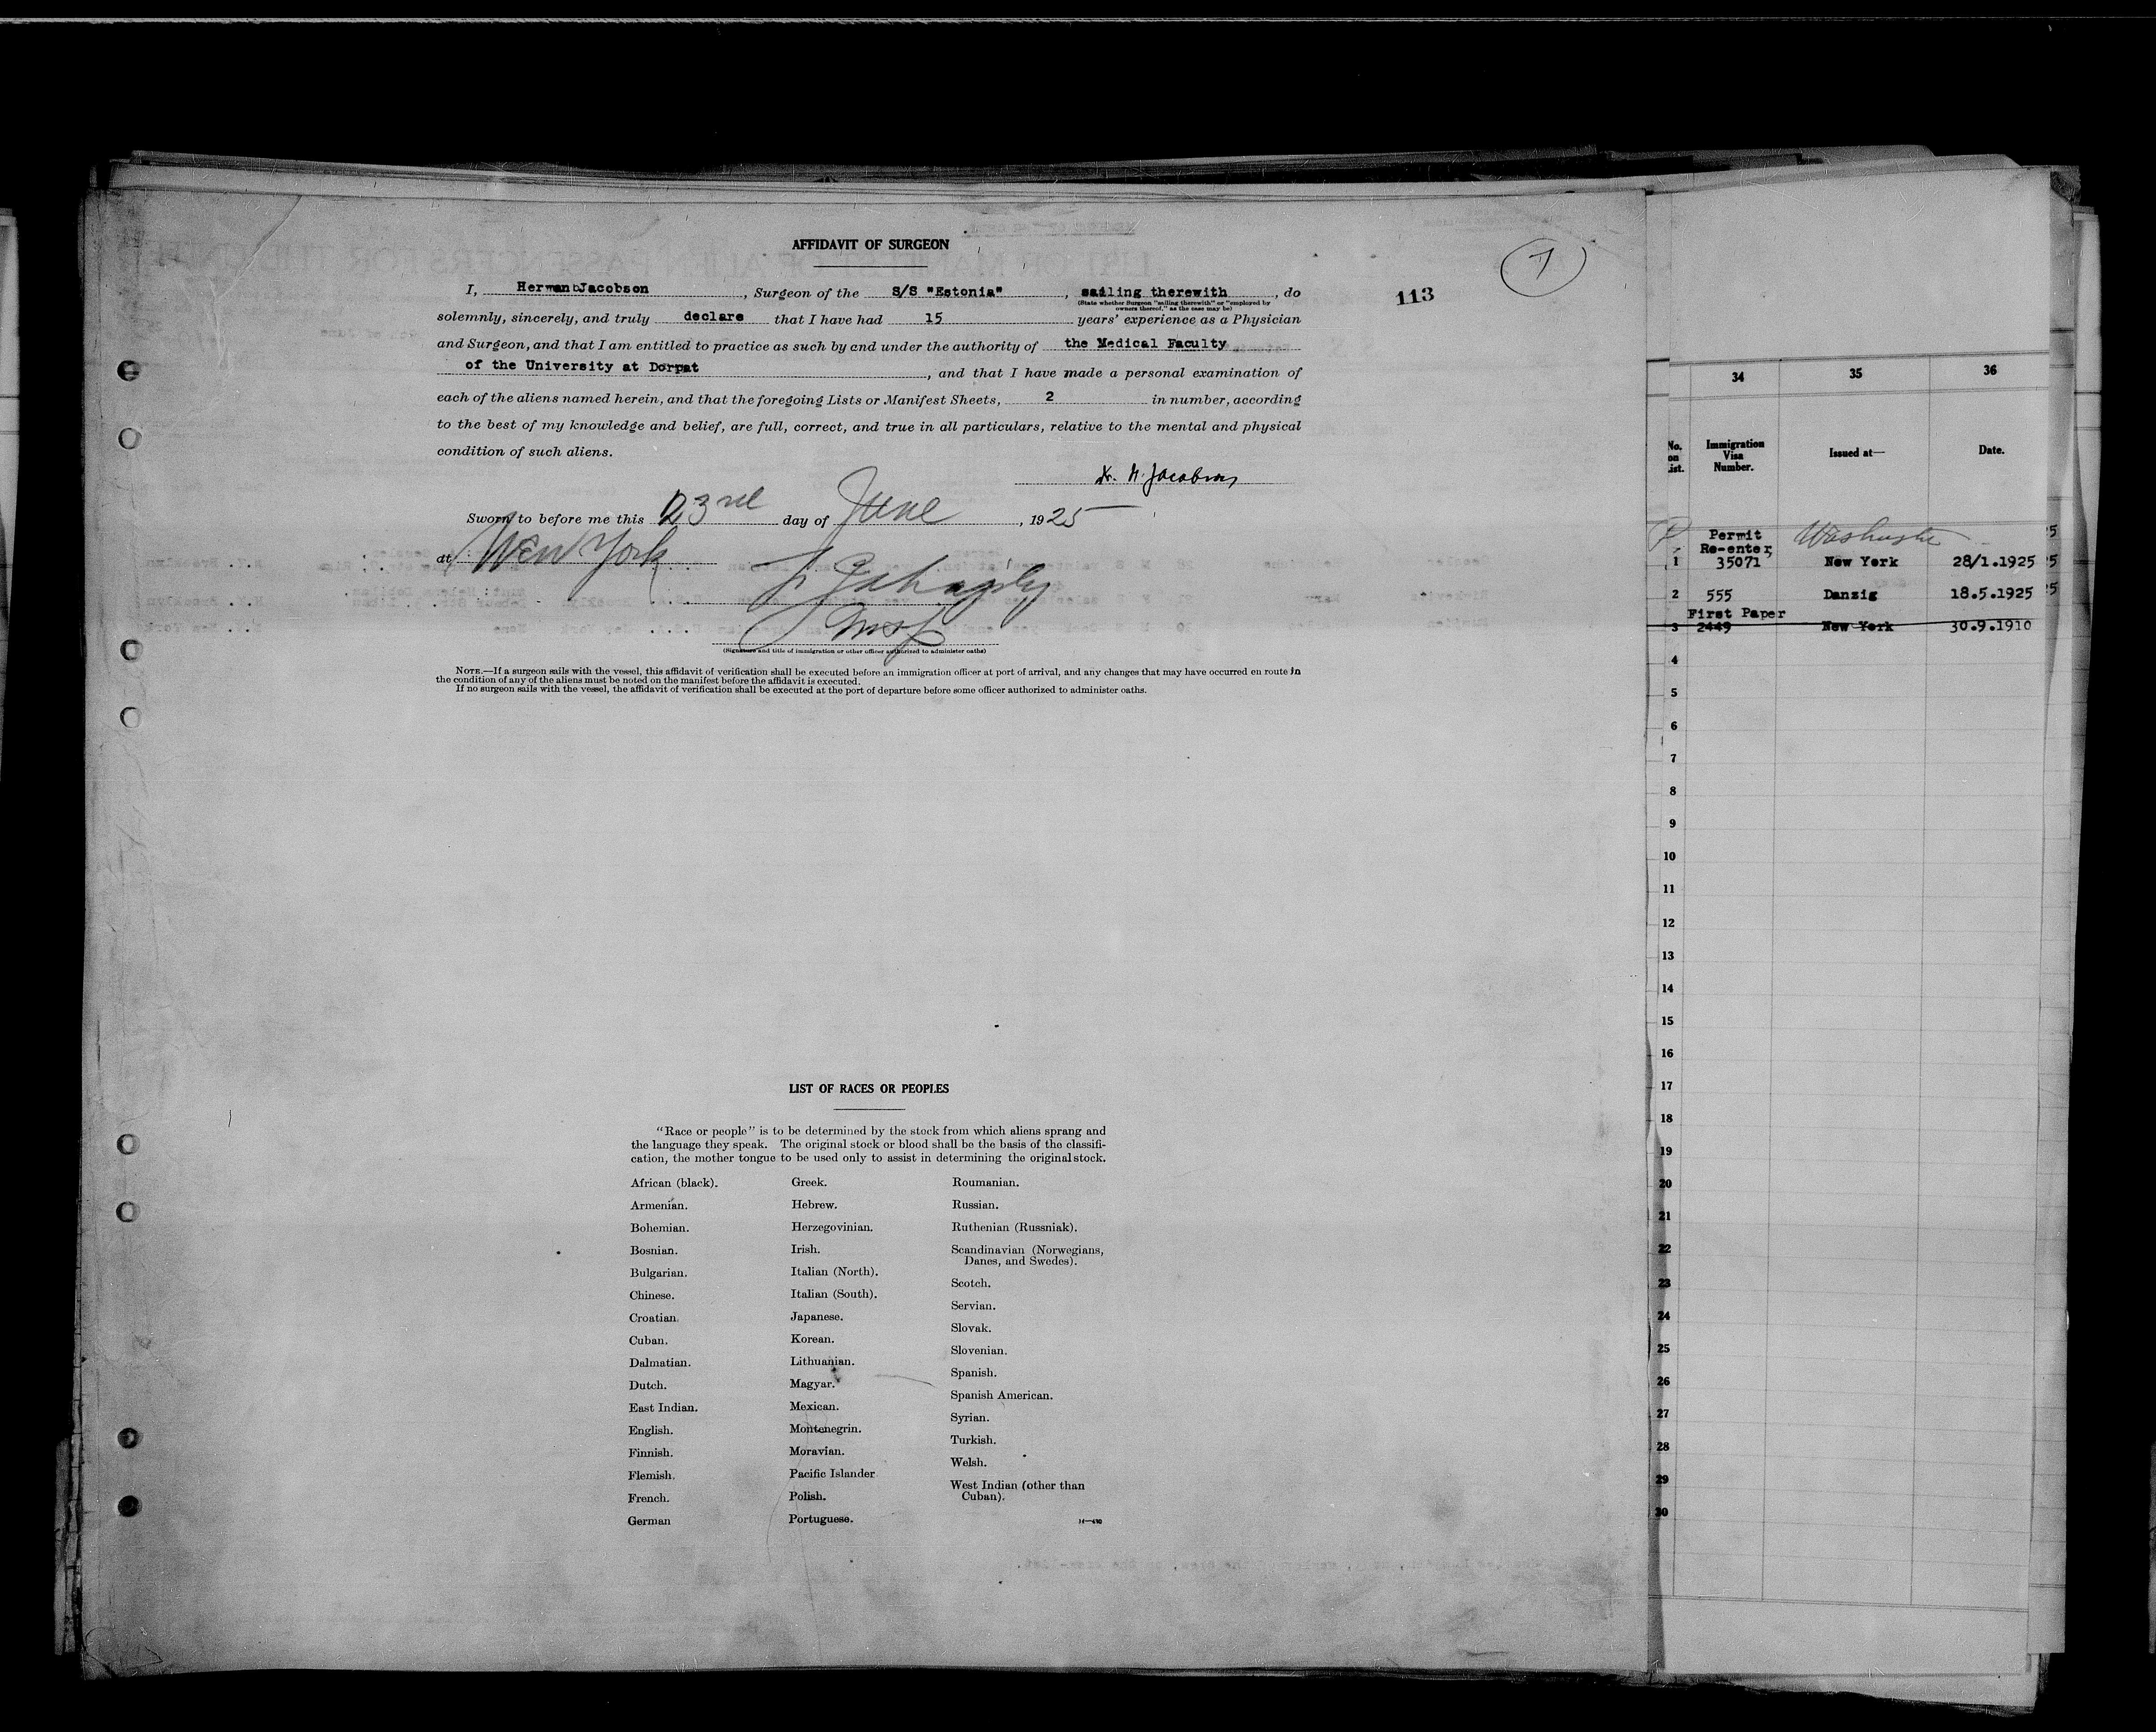 AFFIDAVIT OF SURGEON
7
113
I, Herman Jacobson, Surgeon of the S/S "Estonia", sailing therewith, do
(State whether Surgeon "sailing therewith" or "employed by
owners thereof," as the case may be)
solemnly, sincerely, and truly declare that I have had 15 years' experience as a Physician
and Surgeon, and that I am entitled to practice as such by and under the authority of the Medical Faculty
of the University at Dorpat, and that I have made a personal examination of
each of the aliens named herein, and that the foregoing Lists or Manifest Sheets, 2 in number, according
to the best of my knowledge and belief, are full, correct, and true in all particulars, relative to the mental and physical
condition of such aliens.
Dr. H. Jacobson
Sworn to before me this 23rd day of June, 1925
at New York
Insp
(Signature and title of immigration or other officer authorized to administer oaths)
NOTE.—If a surgeon sails with the vessel, this affidavit of verification shall be executed before an immigration officer at port of arrival, and any changes that may have occurred en route in
the condition of any of the aliens must be noted on the manifest before the affidavit is executed.
If no surgeon sails with the vessel, the affidavit of verification shall be executed at the port of departure before some officer authorized to administer oaths.
LIST OF RACES OR PEOPLES
"Race or people" is to be determined by the stock from which aliens sprang and
the language they speak. The original stock or blood shall be the basis of the classifi-
cation, the mother tongue to be used only to assist in determining the original stock.
African (black).
Armenian.
Bohemian.
Bosnian.
Bulgarian.
Chinese.
Croatian.
Cuban.
Dalmatian.
Dutch.
East Indian.
English.
Finnish.
Flemish.
French.
German
Greek.
Hebrew.
Herzegovinian.
Irish.
Italian (North).
Italian (South).
Japanese.
Korean.
Lithuanian.
Magyar.
Mexican.
Montenegrin.
Moravian.
Pacific Islander
Polish.
Portuguese.
Roumanian.
Russian.
Ruthenian (Russniak).
Scandinavian (Norwegians,
Danes, and Swedes).
Scotch.
Servian.
Slovak.
Slovenian.
Spanish.
Spanish American.
Syrian.
Turkish.
Welsh.
West Indian (other than
Cuban).
34 35 36
No. on List. Immigration Visa Number. Issued at— Date.
Permit
Re-enter,
1 35071 New York 28/1.1925
2 555 Danzig 18.5.1925
First Paper
3 2449 New York 30.9.1910
4
5
6
7
8
9
10
11
12
13
14
15
16
17
18
19
20
21
22
23
24
25
26
27
28
29
30